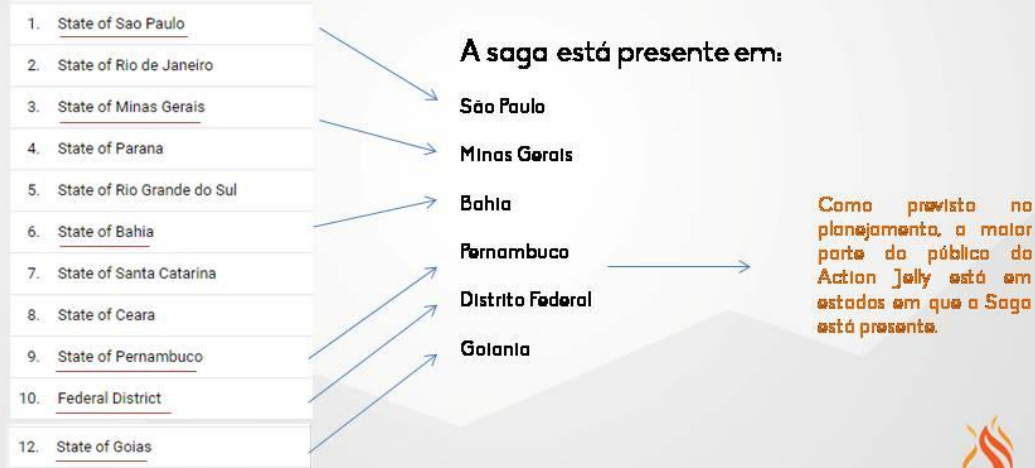 1. State of Sao Paulo
2. State of Rio de Janeiro
3. State of Minas Gerais
4. State of Parana
5. State of Rio Grande do Sul
6. State of Bahia
7. State of Santa Catarina
8. State of Ceara
9. State of Pernambuco
10. Federal District
12. State of Goias
A saga está presente em:
São Paulo
Minas Gerais
Bahia
Pernambuco
Distrito Federal
Goiania
Como previsto no
planejamento, a maior
parte do público do
Action Jelly está em
estados em que a Saga
está presente.